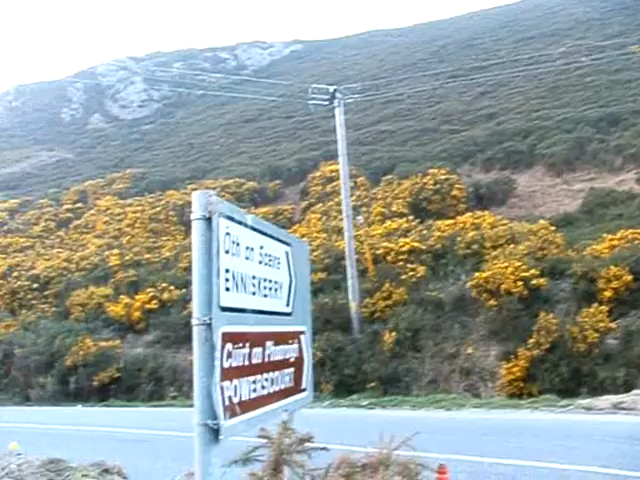 Áth an Sceire
ENNISKERRY
Cúirt an Phaoraigh
POWERSCOURT